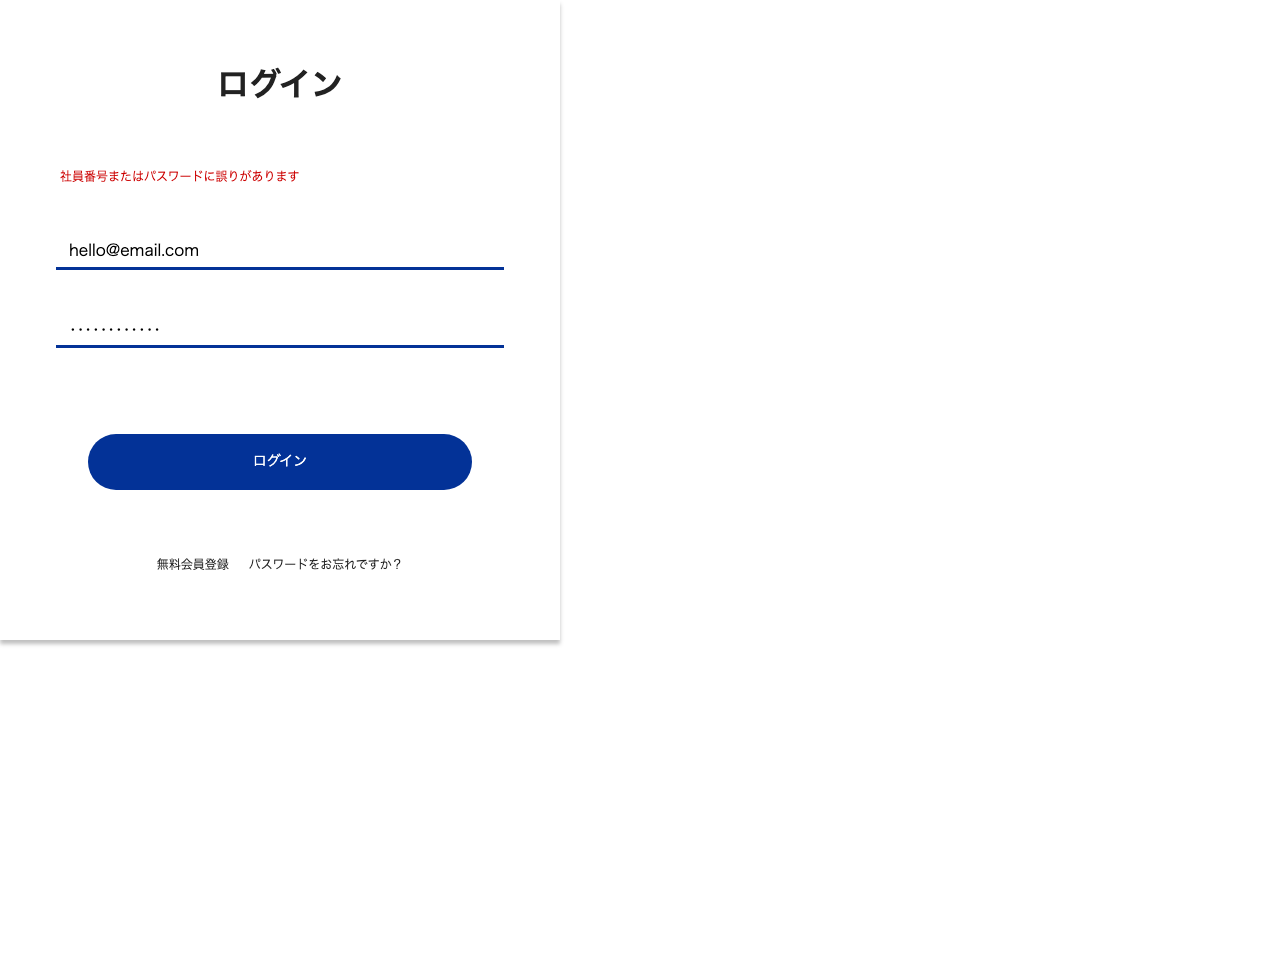 ログイン
社員番号またはパスワードに誤りがあります
hello@email.com
············
ログイン
無料会員登録 パスワードをお忘れですか？